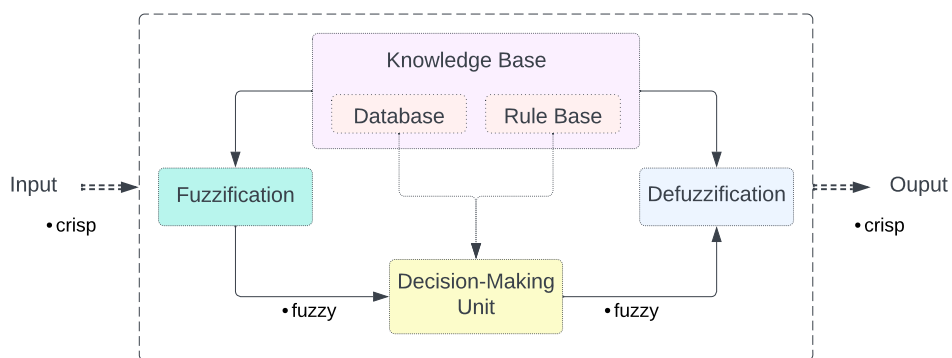 Knowledge Base
Database
Rule Base
Input
• crisp
Fuzzification
Defuzzification
Ouput
• crisp
Decision-Making
Unit
• fuzzy
• fuzzy